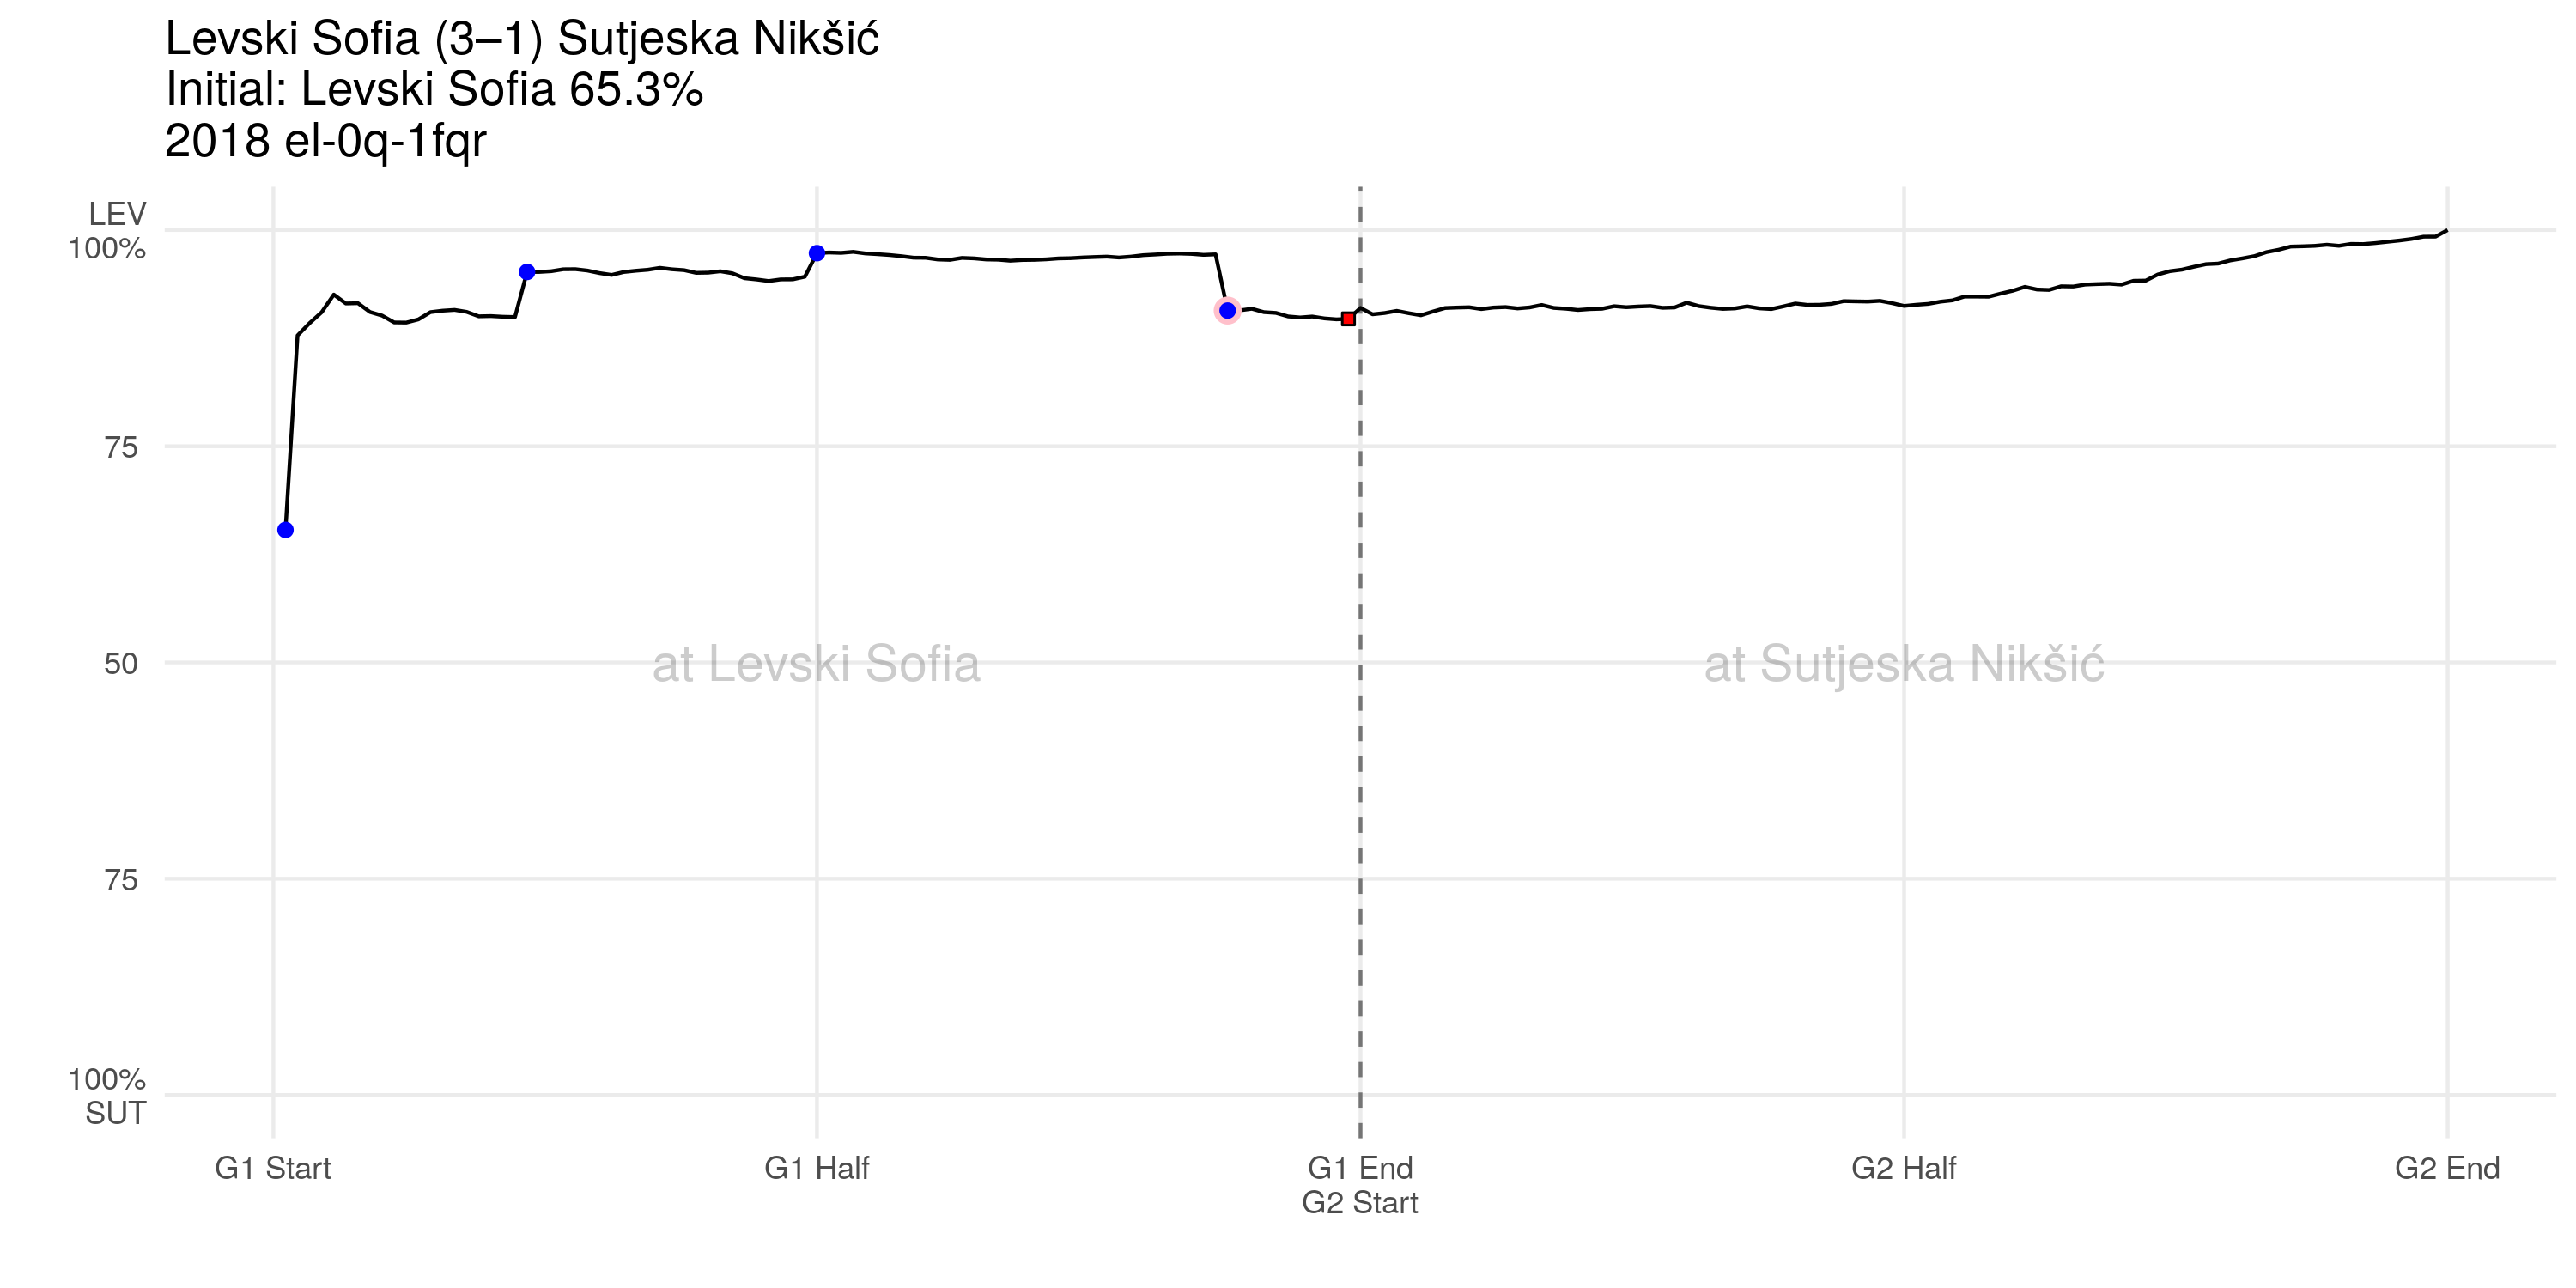 Levski Sofia (3–1) Sutjeska Nikšić
Initial: Levski Sofia 65.3%
2018 el-0q-1fqr
LEV
100%
75
50
75
100%
SUT
at Levski Sofia
at Sutjeska Nikšić
G1 Start
G1 Half
G1 End
G2 Start
G2 Half
G2 End